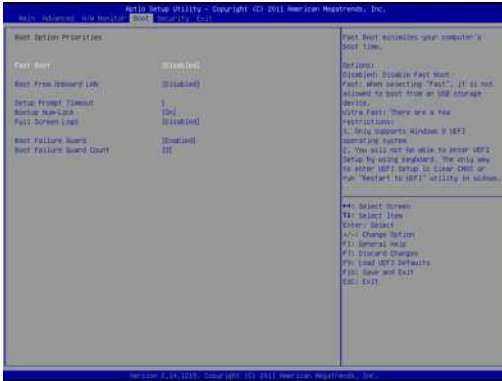 Aptio Setup Utility – Copyright (C) 2011 American Megatrends, Inc.
Main Advanced H/W Monitor Boot Security Exit
Boot Option Priorities
Fast Boot [Disabled]
Boot From Onboard LAN [Disabled]
Setup Prompt Timeout 1
Bootup Num-Lock [On]
Full Screen Logo [Disabled]
Boot Failure Guard [Enabled]
Boot Failure Guard Count [3]
Fast Boot minimizes your computer's
boot time.
Options:
Disabled: Disable Fast Boot
Fast: When selecting "Fast", it is not
allowed to boot from an USB storage
device.
Ultra Fast: There are a few
restrictions:
1. Only supports Windows 8 UEFI
operating system
2. You will not be able to enter UEFI
Setup by using keyboard. The only way
to enter UEFI Setup is Clear CMOS or
run "Restart to UEFI" utility in widows.
→←: Select Screen
↑↓: Select Item
Enter: Select
+/-: Change Option
F1: General Help
F7: Discard Changes
F9: Load UEFI Defaults
F10: Save and Exit
ESC: Exit
Version 2.14.1219. Copyright (C) 2011 American Megatrends, Inc.